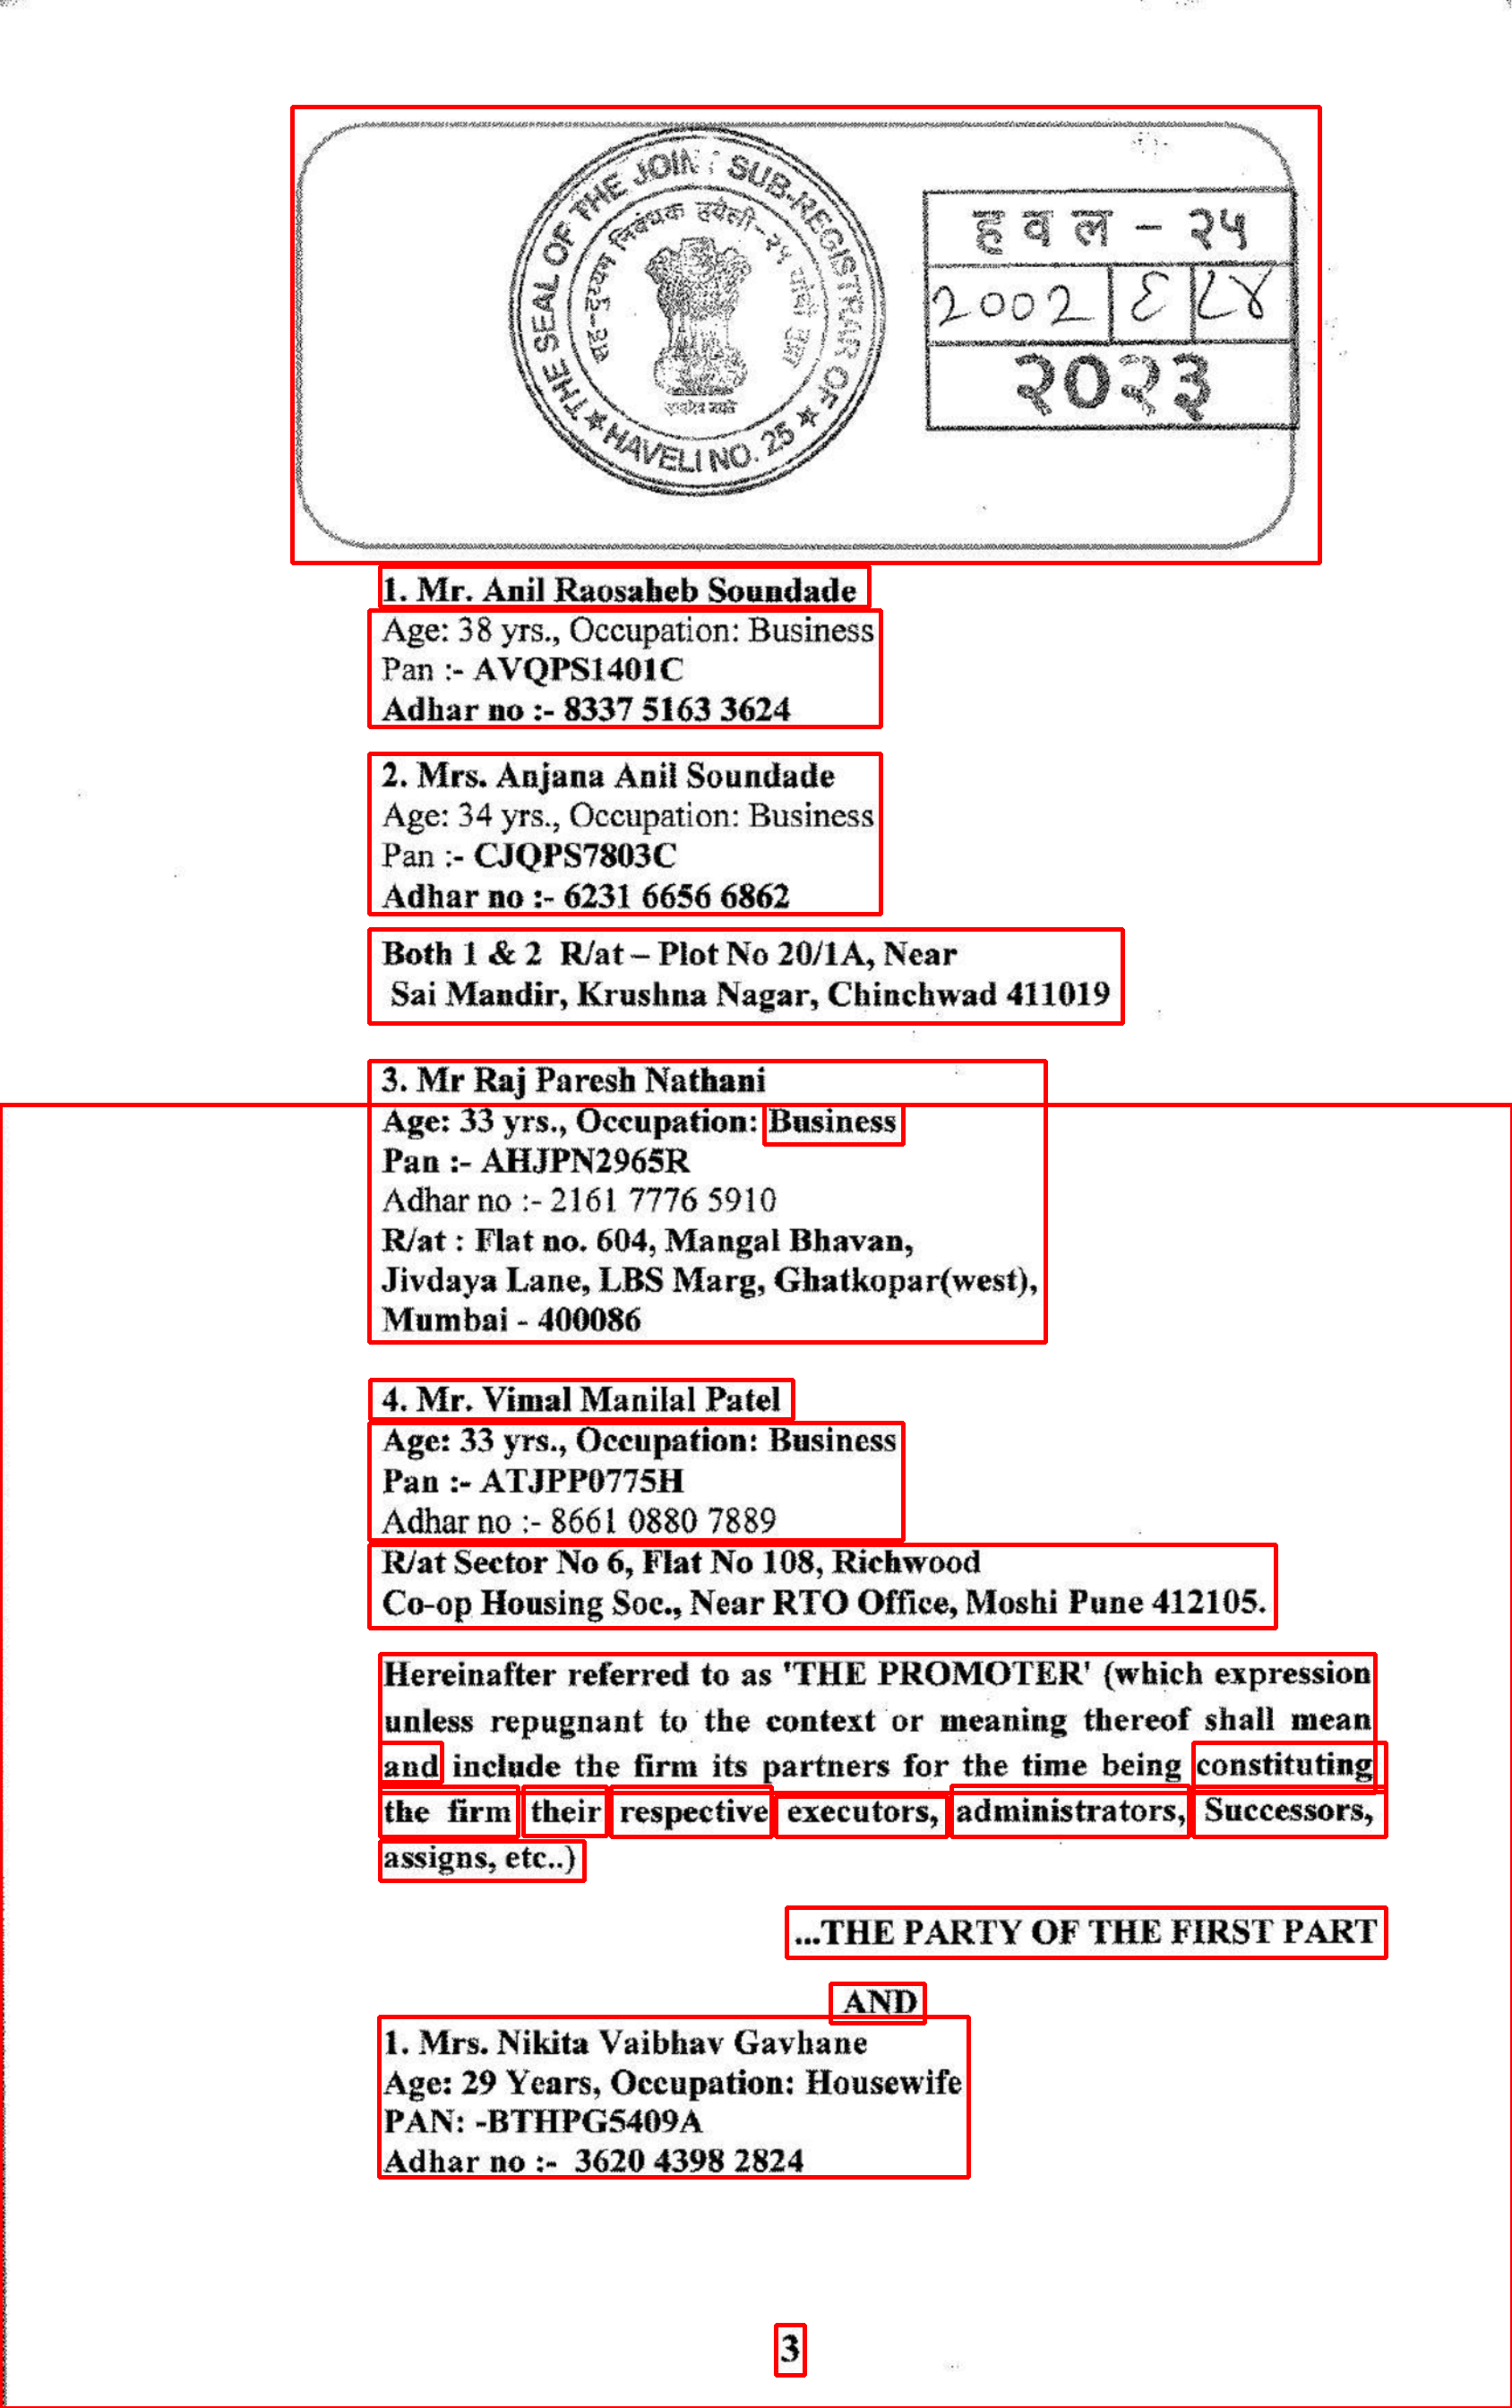 THE SEAL OF THE JOINT SUB-REGISTRAR OF
★ HAVELI NO. 25 ★
सह-दुय्यम निबंधक हवेली-२५ यांची मुद्रा
सत्यमेव जयते
हवल - २५
२००२ ६ ८४
२०२३
1. Mr. Anil Raosaheb Soundade
Age: 38 yrs., Occupation: Business
Pan :- AVQPS1401C
Adhar no :- 8337 5163 3624
2. Mrs. Anjana Anil Soundade
Age: 34 yrs., Occupation: Business
Pan :- CJQPS7803C
Adhar no :- 6231 6656 6862
Both 1 & 2 R/at – Plot No 20/1A, Near
Sai Mandir, Krushna Nagar, Chinchwad 411019
3. Mr Raj Paresh Nathani
Age: 33 yrs., Occupation: Business
Pan :- AHJPN2965R
Adhar no :- 2161 7776 5910
R/at : Flat no. 604, Mangal Bhavan,
Jivdaya Lane, LBS Marg, Ghatkopar(west),
Mumbai - 400086
4. Mr. Vimal Manilal Patel
Age: 33 yrs., Occupation: Business
Pan :- ATJPP0775H
Adhar no :- 8661 0880 7889
R/at Sector No 6, Flat No 108, Richwood
Co-op Housing Soc., Near RTO Office, Moshi Pune 412105.
Hereinafter referred to as 'THE PROMOTER' (which expression
unless repugnant to the context or meaning thereof shall mean
and include the firm its partners for the time being constituting
the firm their respective executors, administrators, Successors,
assigns, etc..)
...THE PARTY OF THE FIRST PART
AND
1. Mrs. Nikita Vaibhav Gavhane
Age: 29 Years, Occupation: Housewife
PAN: -BTHPG5409A
Adhar no :- 3620 4398 2824
3